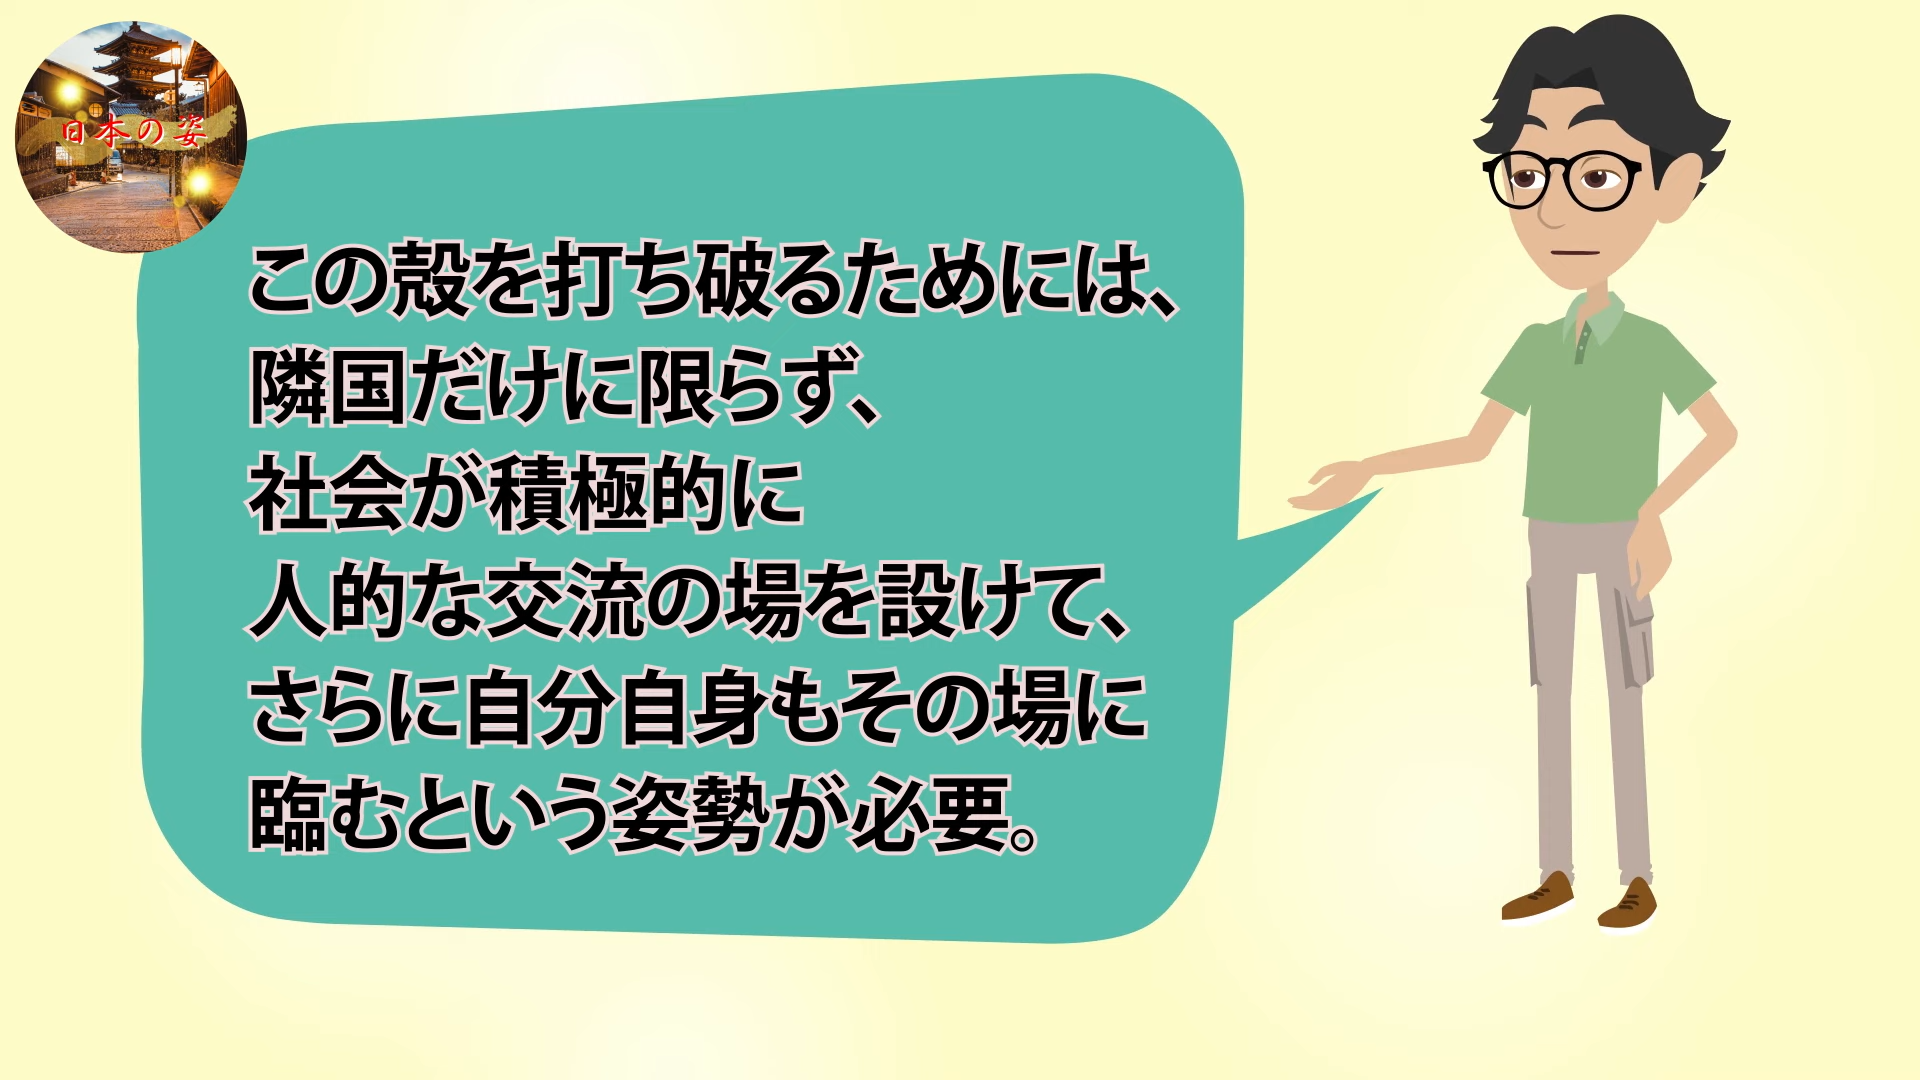 日本の姿
この殻を打ち破るためには、
隣国だけに限らず、
社会が積極的に
人的な交流の場を設けて、
さらに自分自身もその場に
臨むという姿勢が必要。